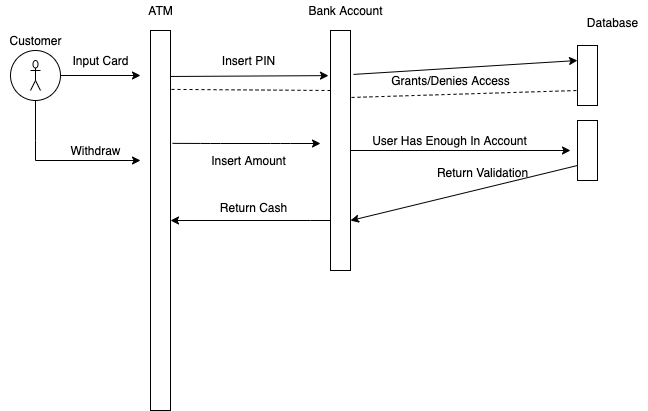 ATM
Bank Account
Database
Customer
Input Card
Insert PIN
Grants/Denies Access
Withdraw
Insert Amount
User Has Enough In Account
Return Validation
Return Cash